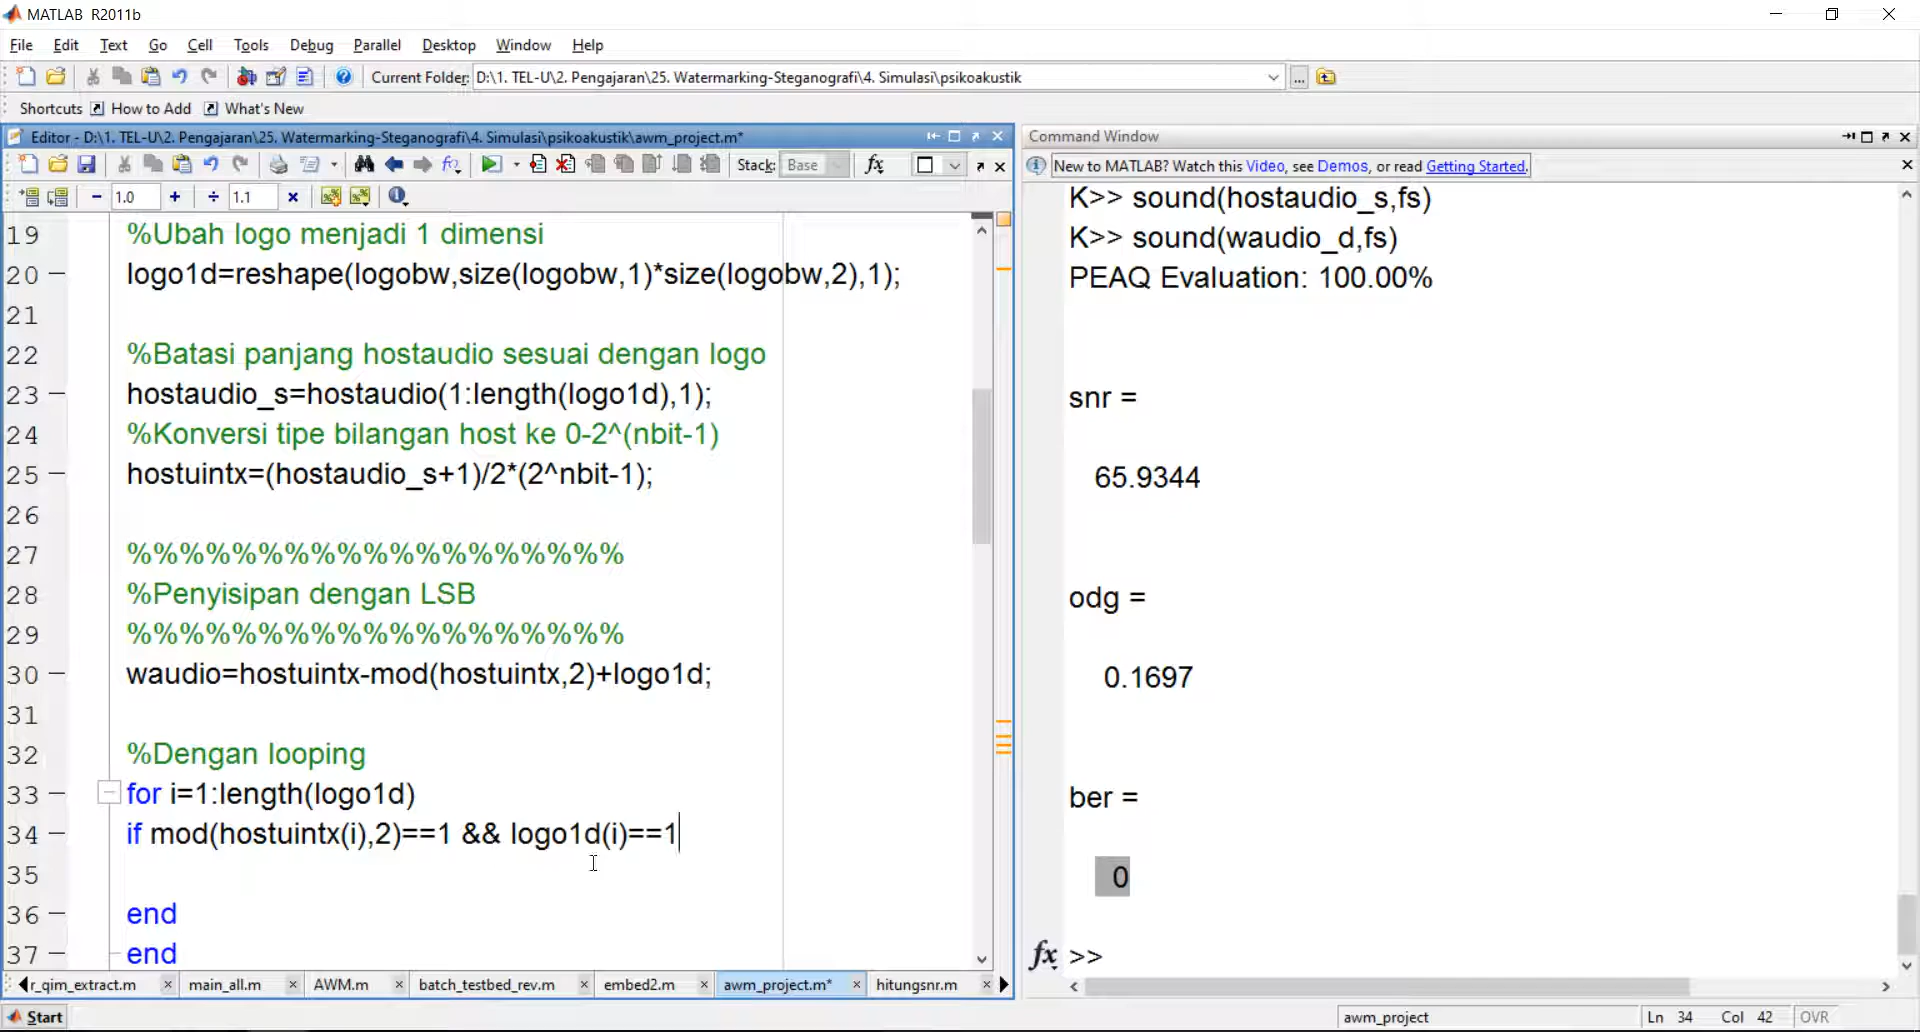 MATLAB R2011b
File Edit Text Go Cell Tools Debug Parallel Desktop Window Help
Current Folder: D:\1. TEL-U\2. Pengajaran\25. Watermarking-Steganografi\4. Simulasi\psikoakustik
Shortcuts How to Add What's New
Editor - D:\1. TEL-U\2. Pengajaran\25. Watermarking-Steganografi\4. Simulasi\psikoakustik\awm_project.m*
Stack: Base fx
1.0 1.1
19 %Ubah logo menjadi 1 dimensi
20 logo1d=reshape(logobw,size(logobw,1)*size(logobw,2),1);
21
22 %Batasi panjang hostaudio sesuai dengan logo
23 hostaudio_s=hostaudio(1:length(logo1d),1);
24 %Konversi tipe bilangan host ke 0-2^(nbit-1)
25 hostuintx=(hostaudio_s+1)/2*(2^nbit-1);
26
27 %%%%%%%%%%%%%%%%%%%
28 %Penyisipan dengan LSB
29 %%%%%%%%%%%%%%%%%%%
30 waudio=hostuintx-mod(hostuintx,2)+logo1d;
31
32 %Dengan looping
33 for i=1:length(logo1d)
34 if mod(hostuintx(i),2)==1 && logo1d(i)==1
35
36 end
37 end
r_qim_extract.m main_all.m AWM.m batch_testbed_rev.m embed2.m awm_project.m* hitungsnr.m
Command Window
New to MATLAB? Watch this Video, see Demos, or read Getting Started.
K>> sound(hostaudio_s,fs)
K>> sound(waudio_d,fs)
PEAQ Evaluation: 100.00%
snr =
65.9344
odg =
0.1697
ber =
0
fx >>
Start awm_project Ln 34 Col 42 OVR